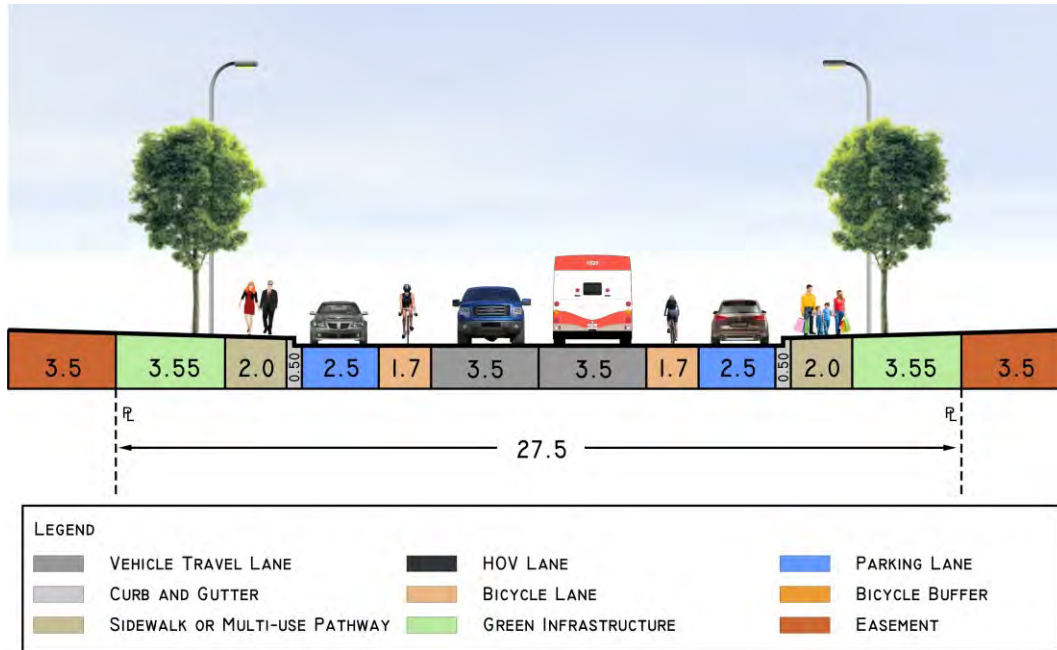 3.5 3.55 2.0 0.50 2.5 1.7 3.5 3.5 1.7 2.5 0.50 2.0 3.55 3.5
PL PL
27.5
LEGEND
VEHICLE TRAVEL LANE HOV LANE PARKING LANE
CURB AND GUTTER BICYCLE LANE BICYCLE BUFFER
SIDEWALK OR MULTI-USE PATHWAY GREEN INFRASTRUCTURE EASEMENT